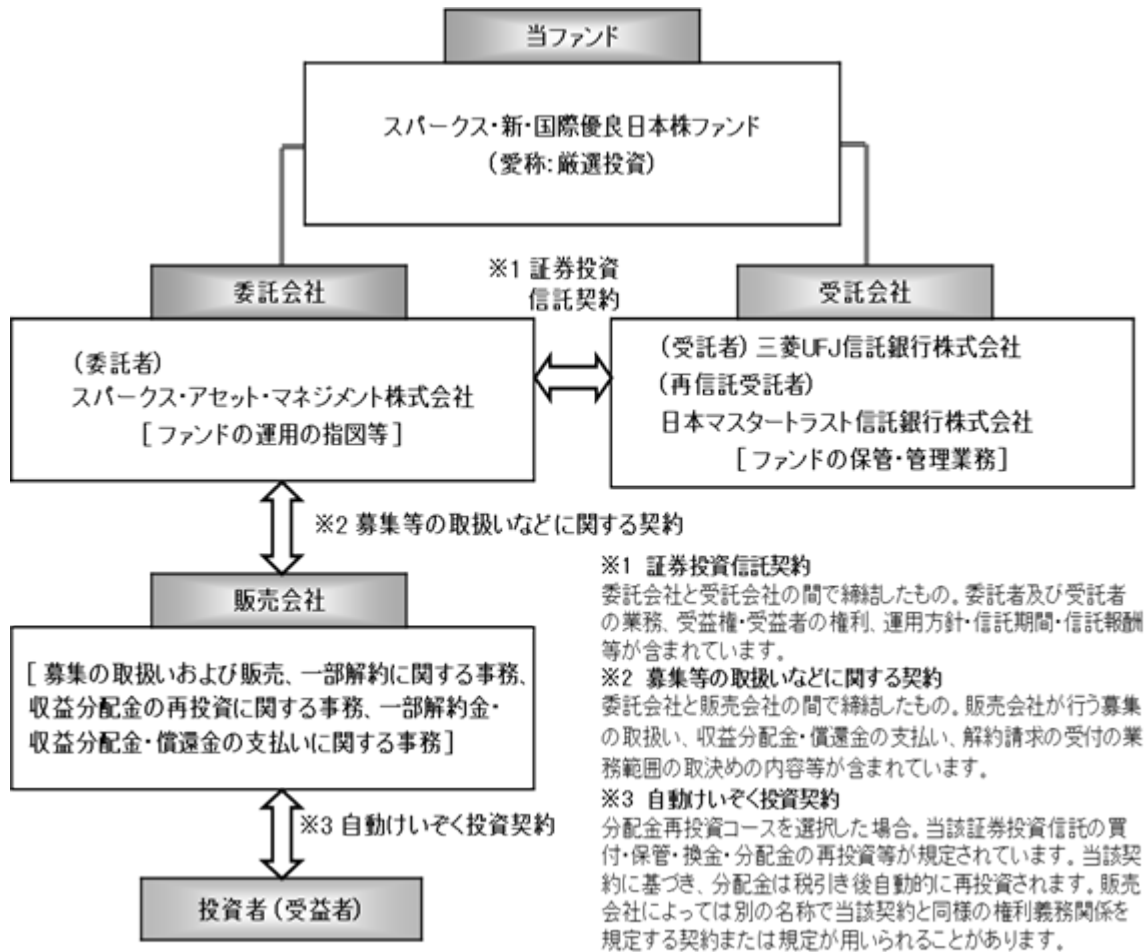 当ファンド
スパークス・新・国際優良日本株ファンド
(愛称:厳選投資)
※1 証券投資
信託契約
委託会社
(委託者)
スパークス・アセット・マネジメント株式会社
[ファンドの運用の指図等]
受託会社
(受託者) 三菱UFJ信託銀行株式会社
(再信託受託者)
日本マスタートラスト信託銀行株式会社
[ファンドの保管・管理業務]
※2 募集等の取扱いなどに関する契約
販売会社
[ 募集の取扱いおよび販売、一部解約に関する事務、
収益分配金の再投資に関する事務、一部解約金・
収益分配金・償還金の支払いに関する事務]
※3 自動けいぞく投資契約
投資者(受益者)
※1 証券投資信託契約
委託会社と受託会社の間で締結したもの。委託者及び受託者
の業務、受益権・受益者の権利、運用方針・信託期間・信託報酬
等が含まれています。
※2 募集等の取扱いなどに関する契約
委託会社と販売会社の間で締結したもの。販売会社が行う募集
の取扱い、収益分配金・償還金の支払い、解約請求の受付の業
務範囲の取決めの内容等が含まれています。
※3 自動けいぞく投資契約
分配金再投資コースを選択した場合。当該証券投資信託の買
付・保管・換金・分配金の再投資等が規定されています。当該契
約に基づき、分配金は税引き後自動的に再投資されます。販売
会社によっては別の名称で当該契約と同様の権利義務関係を
規定する契約または規定が用いられることがあります。